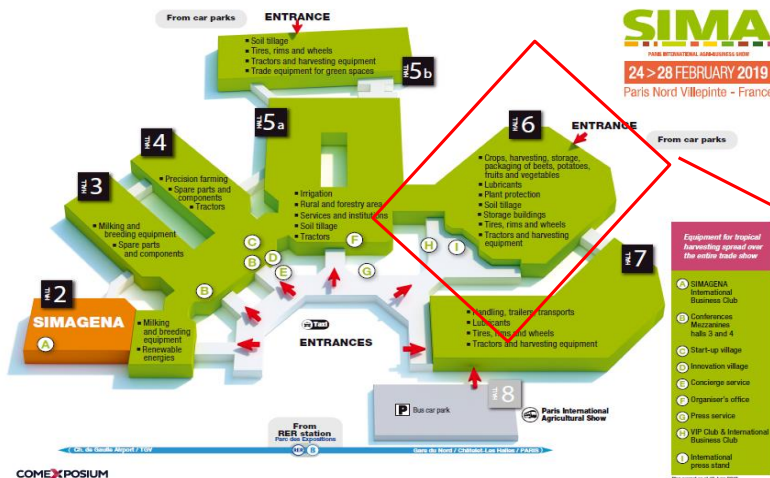 From car parks
ENTRANCE
SIMA
PARIS INTERNATIONAL AGRIBUSINESS SHOW
24 > 28 FEBRUARY 2019
Paris Nord Villepinte - France
HALL 5b
▪ Soil tillage
▪ Tires, rims and wheels
▪ Tractors and harvesting equipment
▪ Trade equipment for green spaces
HALL 5a
▪ Irrigation
▪ Rural and forestry area
▪ Services and institutions
▪ Soil tillage
▪ Tractors
HALL 6
ENTRANCE
From car parks
▪ Crops, harvesting, storage,
packaging of beets, potatoes,
fruits and vegetables
▪ Lubricants
▪ Plant protection
▪ Soil tillage
▪ Storage buildings
▪ Tires, rims and wheels
▪ Tractors and harvesting
equipment
HALL 4
▪ Precision farming
▪ Spare parts and
components
▪ Tractors
HALL 3
▪ Milking and
breeding equipment
▪ Spare parts
and components
HALL 2
SIMAGENA
A
▪ Milking
and breeding
equipment
▪ Renewable
energies
B
C
B
D
E
F
G
H
I
HALL 7
▪ Handling, trailers, transports
▪ Lubricants
▪ Tires, rims and wheels
▪ Tractors and harvesting equipment
Taxi
ENTRANCES
HALL 8
P Bus car park
Paris International
Agricultural Show
From
RER station
Parc des Expositions
RER B
Ch. de Gaulle Airport / TGV
Gare du Nord / Châtelet-Les Halles / PARIS
COMEXPOSIUM
Equipment for tropical
harvesting spread over
the entire trade show
A SIMAGENA
International
Business Club
B Conferences
Mezzanines
halls 3 and 4
C Start-up village
D Innovation village
E Concierge service
F Organiser's office
G Press service
H VIP Club & International
Business Club
I International
press stand